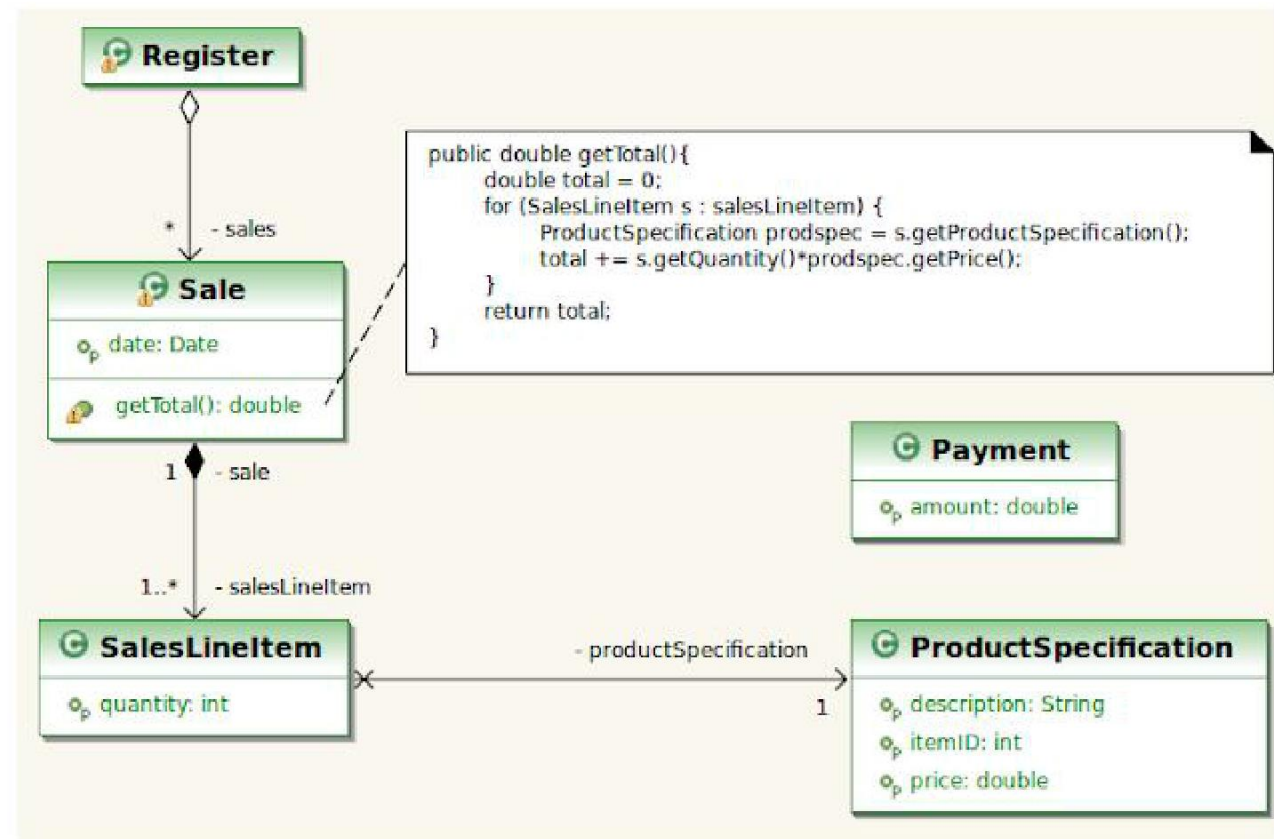 Register
* - sales
public double getTotal(){
double total = 0;
for (SalesLineItem s : salesLineItem) {
ProductSpecification prodspec = s.getProductSpecification();
total += s.getQuantity()*prodspec.getPrice();
}
return total;
}
Sale
date: Date
getTotal(): double
1 - sale
1..* - salesLineItem
Payment
amount: double
SalesLineItem
quantity: int
- productSpecification
1
ProductSpecification
description: String
itemID: int
price: double